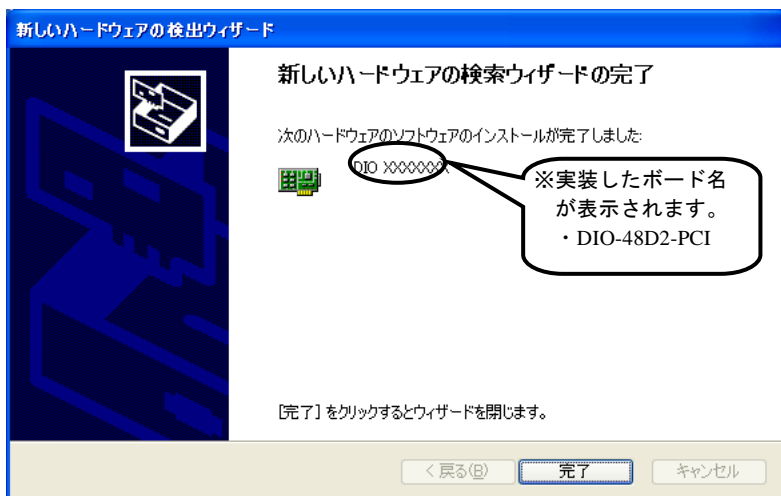 新しいハードウェアの検出ウィザード
新しいハードウェアの検索ウィザードの完了
次のハードウェアのソフトウェアのインストールが完了しました:
DIO XXXXXXX
※実装したボード名
が表示されます。
・DIO-48D2-PCI
[完了] をクリックするとウィザードを閉じます。
< 戻る(B)
完了
キャンセル